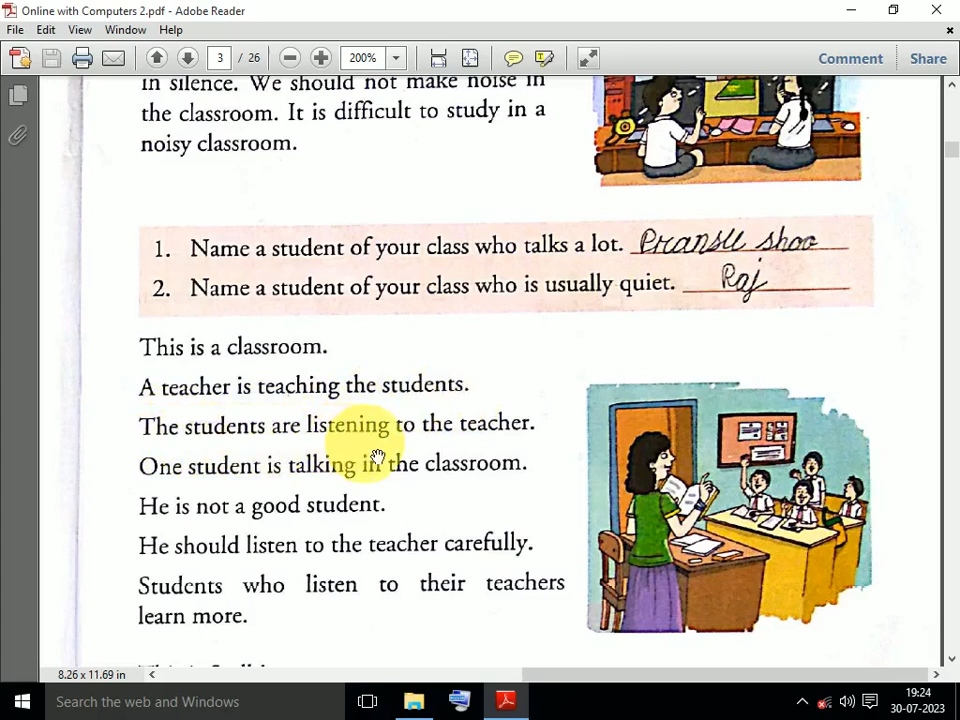 Online with Computers 2.pdf - Adobe Reader
File Edit View Window Help
3 / 26 200% Comment Share
in silence. We should not make noise in
the classroom. It is difficult to study in a
noisy classroom.
1. Name a student of your class who talks a lot. Pransu shoo
2. Name a student of your class who is usually quiet. Raj
This is a classroom.
A teacher is teaching the students.
The students are listening to the teacher.
One student is talking in the classroom.
He is not a good student.
He should listen to the teacher carefully.
Students who listen to their teachers
learn more.
8.26 x 11.69 in
Search the web and Windows
19:24
30-07-2023